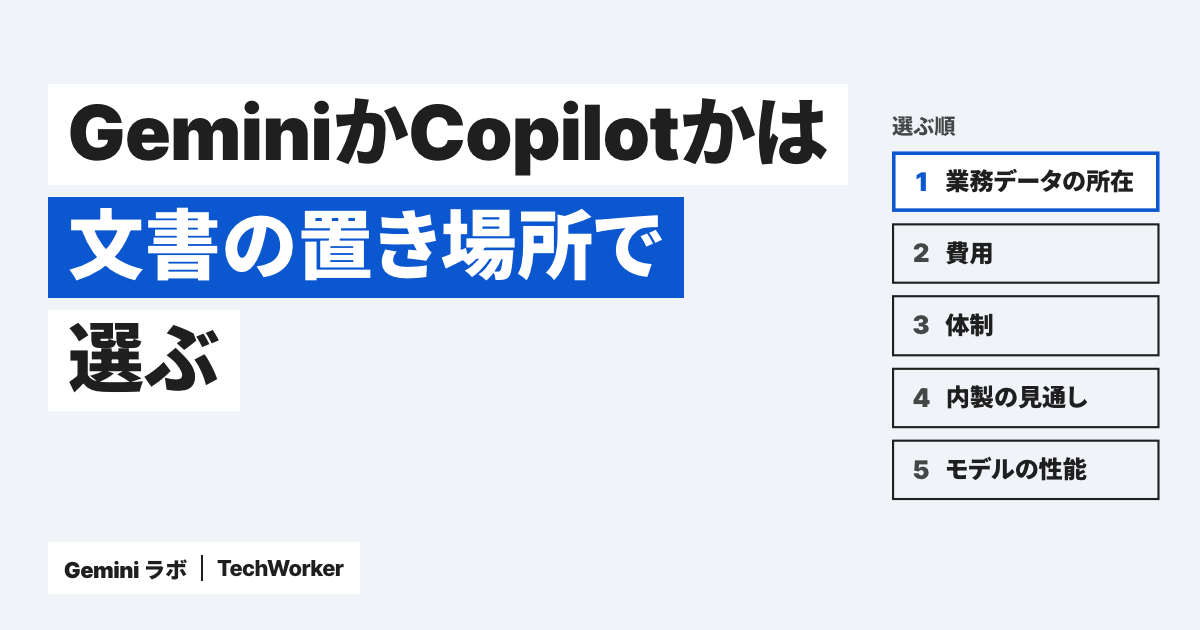 GeminiかCopilotかは
文書の置き場所で
選ぶ
選ぶ順
1 業務データの所在
2 費用
3 体制
4 内製の見通し
5 モデルの性能
Gemini ラボ | TechWorker